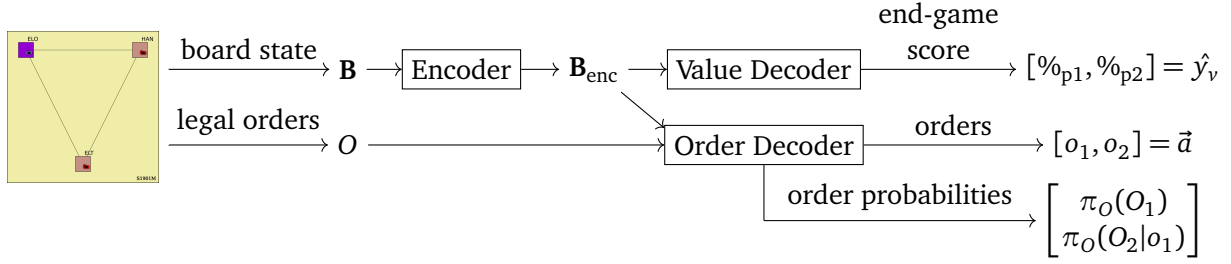 ELO HAN
ELT
S1901M
board state
legal orders
B
O
Encoder
B_enc
Value Decoder
Order Decoder
end-game
score
[%_p1, %_p2] = ŷ_v
orders
[o_1, o_2] = a⃗
order probabilities
[π_O(O_1)
π_O(O_2|o_1)]